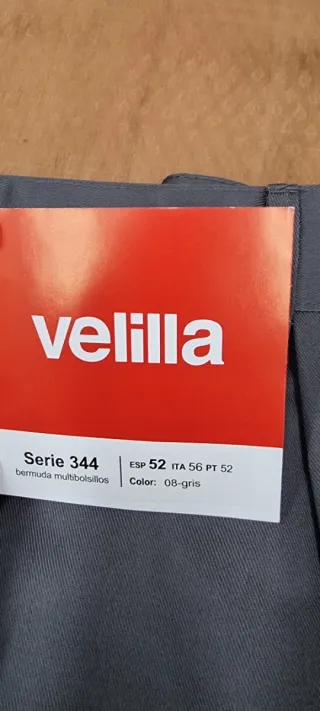 velilla
Serie 344
bermuda multibolsillos
ESP 52 ITA 56 PT 52
Color: 08-gris